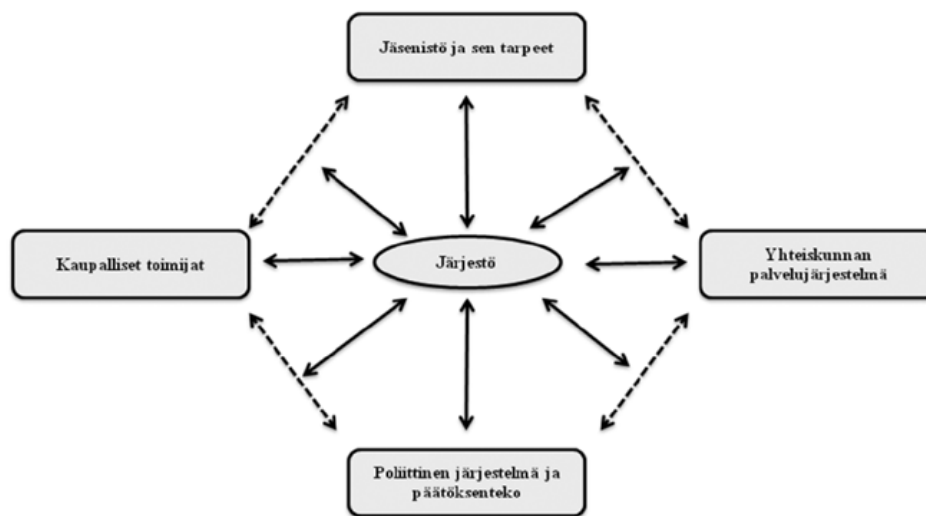 Jäsenistö ja sen tarpeet
Kaupalliset toimijat
Järjestö
Yhteiskunnan
palvelujärjestelmä
Poliittinen järjestelmä ja
päätöksenteko